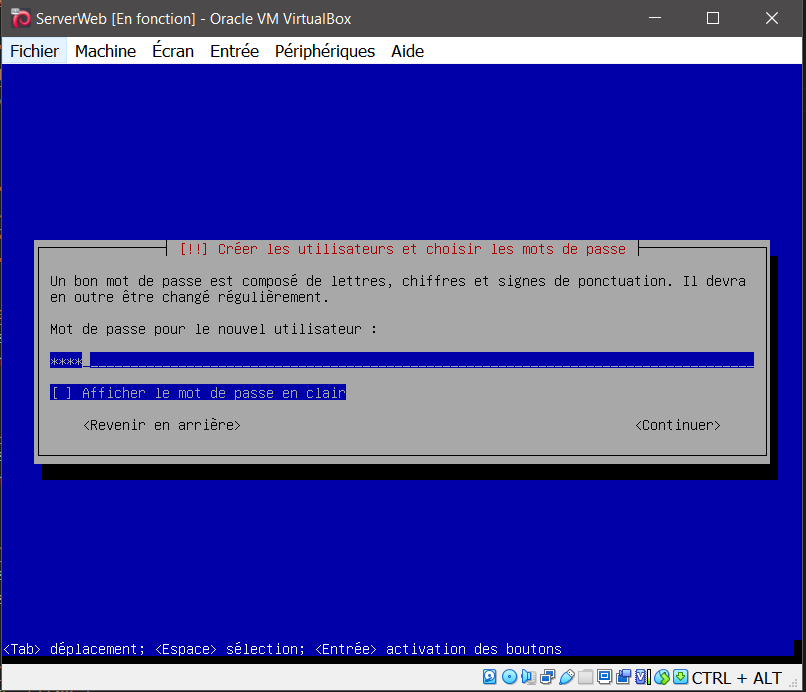 ServerWeb [En fonction] - Oracle VM VirtualBox
Fichier Machine Écran Entrée Périphériques Aide
[!!] Créer les utilisateurs et choisir les mots de passe
Un bon mot de passe est composé de lettres, chiffres et signes de ponctuation. Il devra
en outre être changé régulièrement.
Mot de passe pour le nouvel utilisateur :
****
[ ] Afficher le mot de passe en clair
<Revenir en arrière> <Continuer>
<Tab> déplacement; <Espace> sélection; <Entrée> activation des boutons
CTRL + ALT